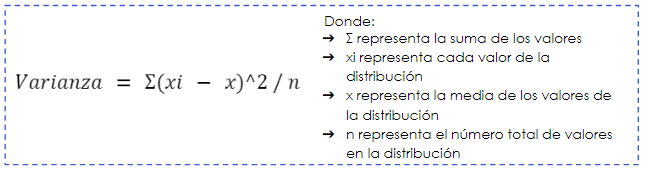 Varianza = Σ(xi − x)^2 / n
Donde:
➔ Σ representa la suma de los valores
➔ xi representa cada valor de la
distribución
➔ x representa la media de los valores de
la distribución
➔ n representa el número total de valores
en la distribución